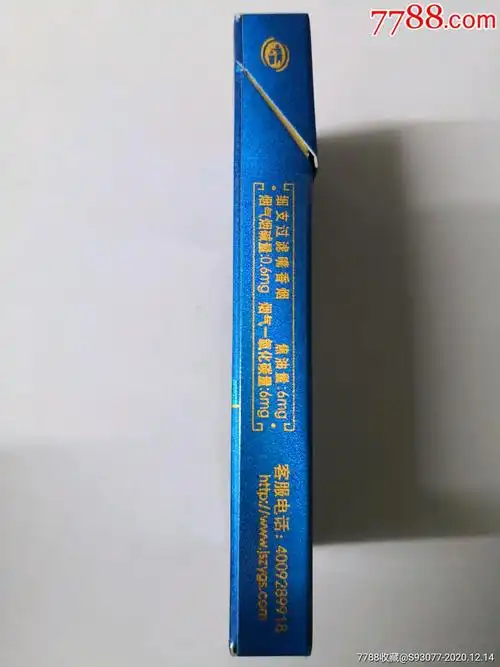 7788.com
细支过滤嘴香烟 焦油量:6mg
烟气烟碱量:0.6mg 烟气一氧化碳量:6mg
客服电话: 4009289918
http://www.jszygs.com
7788收藏@S93077-2020.12.14